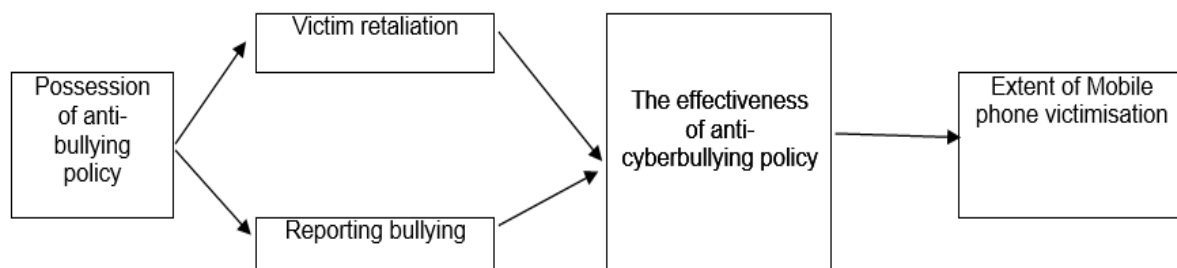 Possession
of anti-
bullying
policy
Victim retaliation
Reporting bullying
The effectiveness
of anti-
cyberbullying policy
Extent of Mobile
phone victimisation